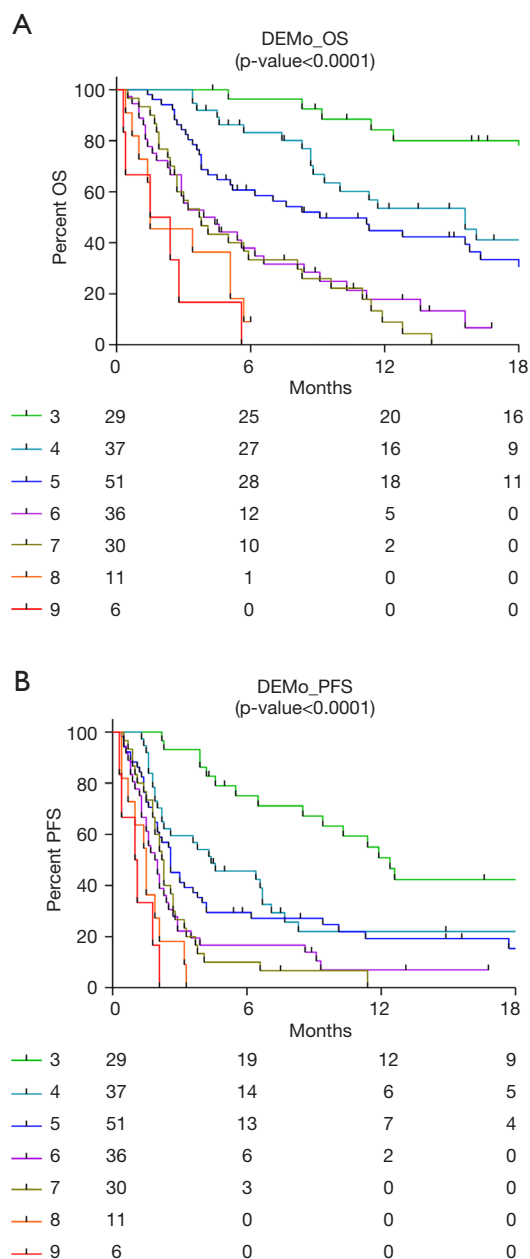 A
DEMo_OS
(p-value<0.0001)
100
80
60
40
20
0
Percent OS
0 6 12 18
Months
3 29 25 20 16
4 37 27 16 9
5 51 28 18 11
6 36 12 5 0
7 30 10 2 0
8 11 1 0 0
9 6 0 0 0
B
DEMo_PFS
(p-value<0.0001)
100
80
60
40
20
0
Percent PFS
0 6 12 18
Months
3 29 19 12 9
4 37 14 6 5
5 51 13 7 4
6 36 6 2 0
7 30 3 0 0
8 11 0 0 0
9 6 0 0 0